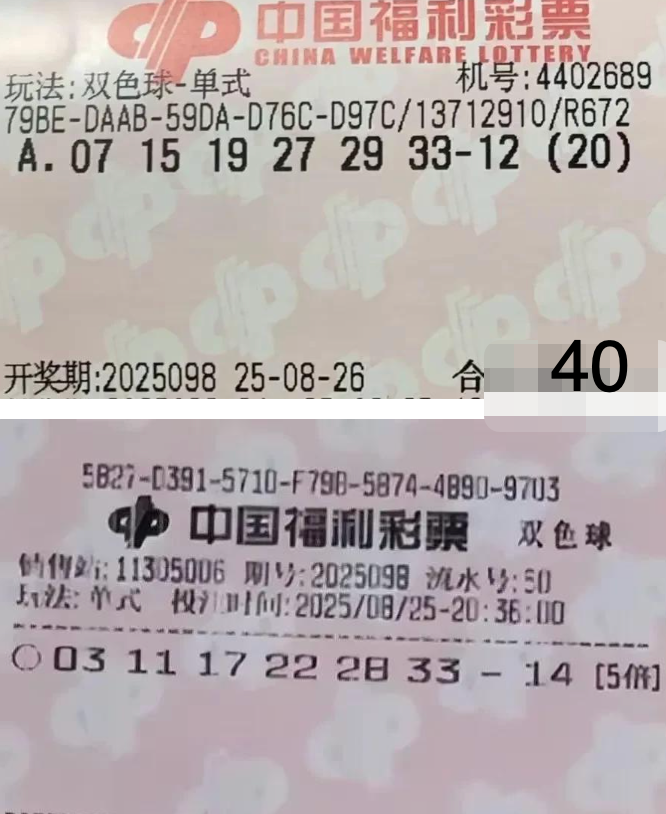 中国福利彩票
CHINA WELFARE LOTTERY
玩法:双色球-单式 机号:4402689
79BE-DAAB-59DA-D76C-D97C/13712910/R672
A. 07 15 19 27 29 33-12 (20)
开奖期:2025098 25-08-26 合 40
5B27-D391-571D-F79B-5874-4B90-9703
中国福利彩票 双色球
销售站:11305006 期号:2025098 流水号:50
玩法:单式 投注时间:2025/08/25-20:36:00
03 11 17 22 28 33 - 14 [5倍]